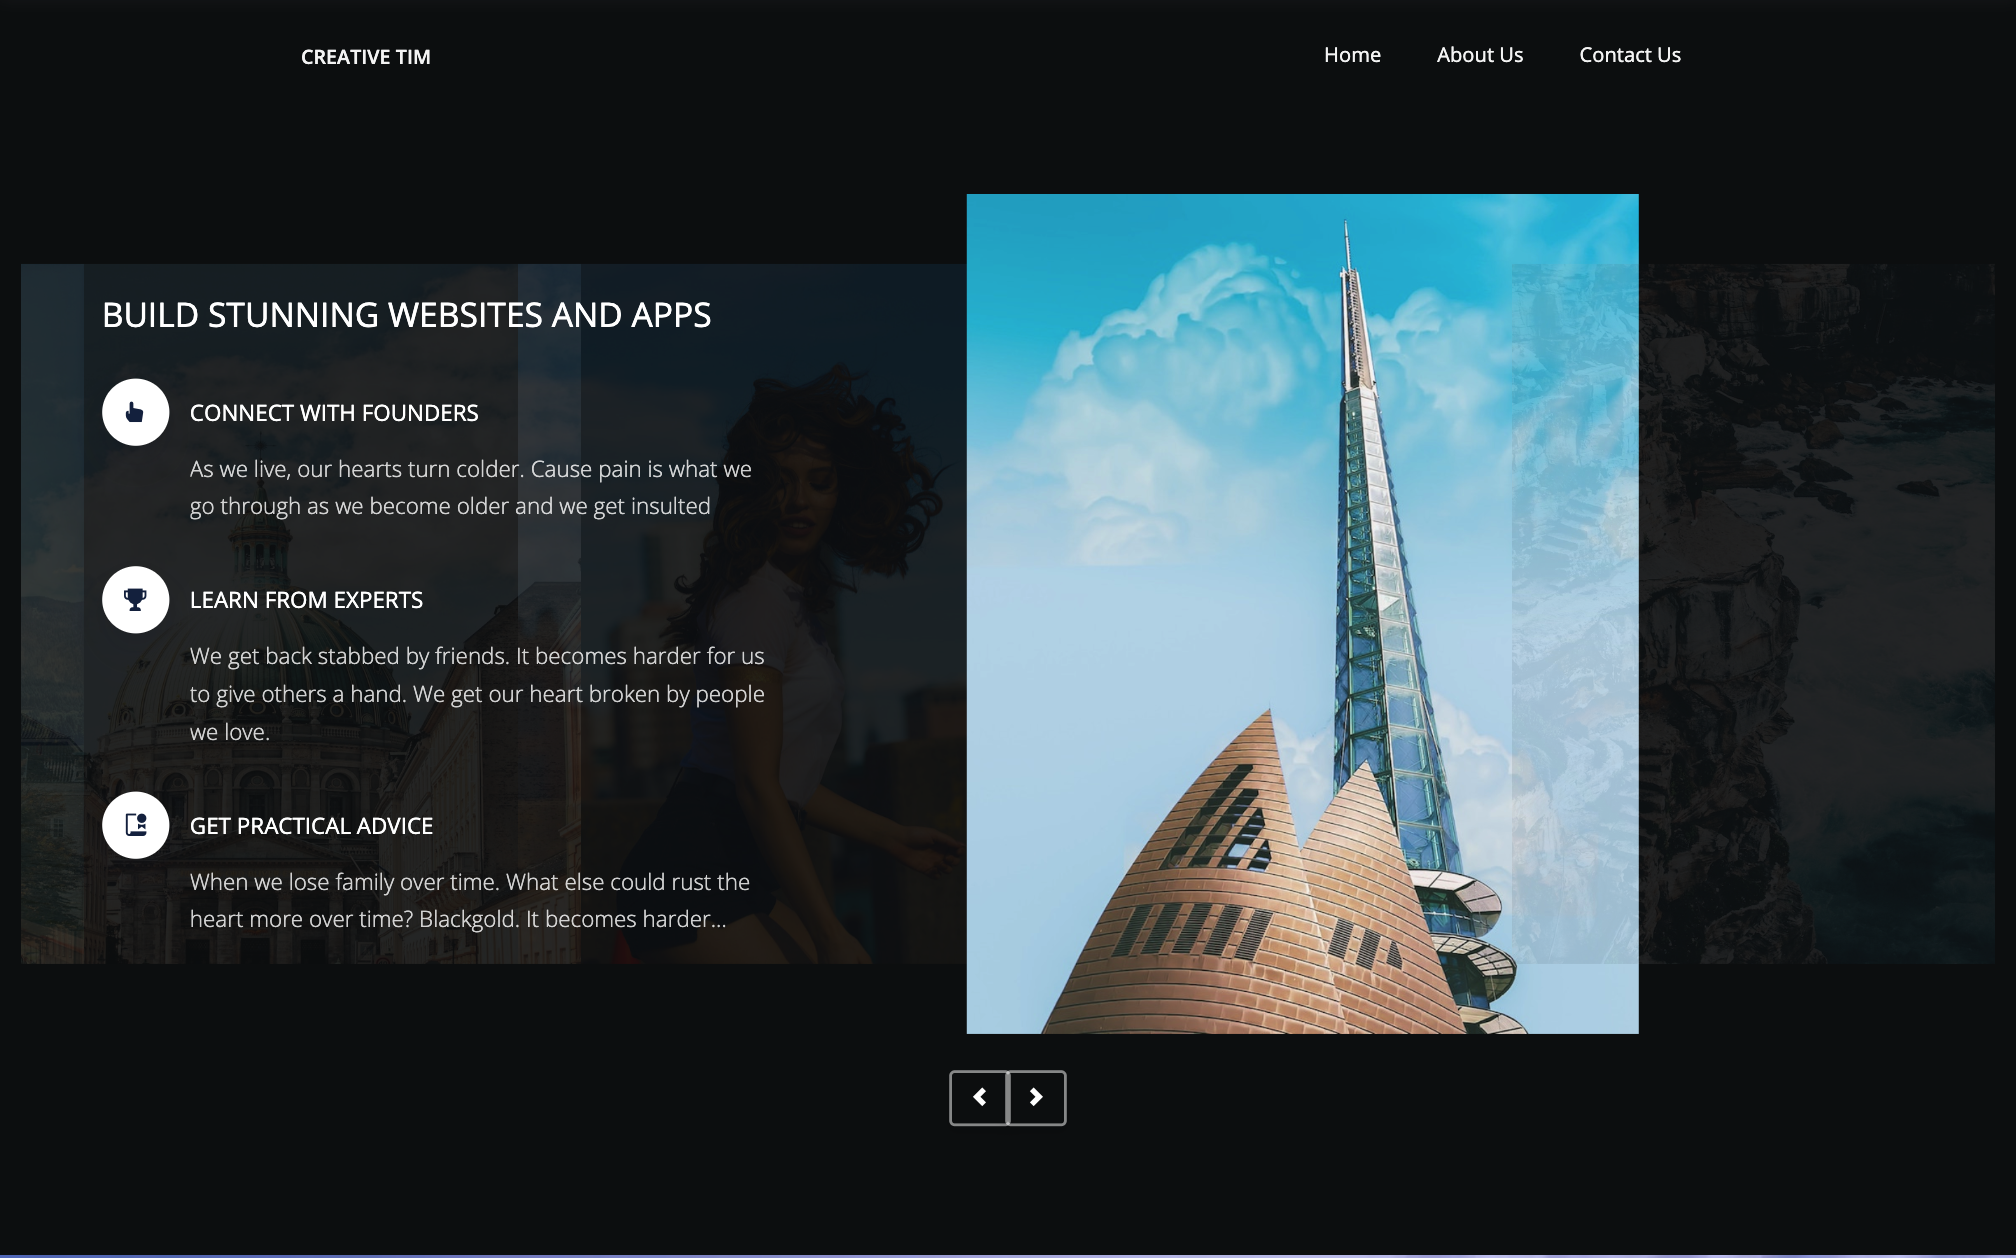 CREATIVE TIM
Home
About Us
Contact Us
BUILD STUNNING WEBSITES AND APPS
CONNECT WITH FOUNDERS
As we live, our hearts turn colder. Cause pain is what we
go through as we become older and we get insulted
LEARN FROM EXPERTS
We get back stabbed by friends. It becomes harder for us
to give others a hand. We get our heart broken by people
we love.
GET PRACTICAL ADVICE
When we lose family over time. What else could rust the
heart more over time? Blackgold. It becomes harder...